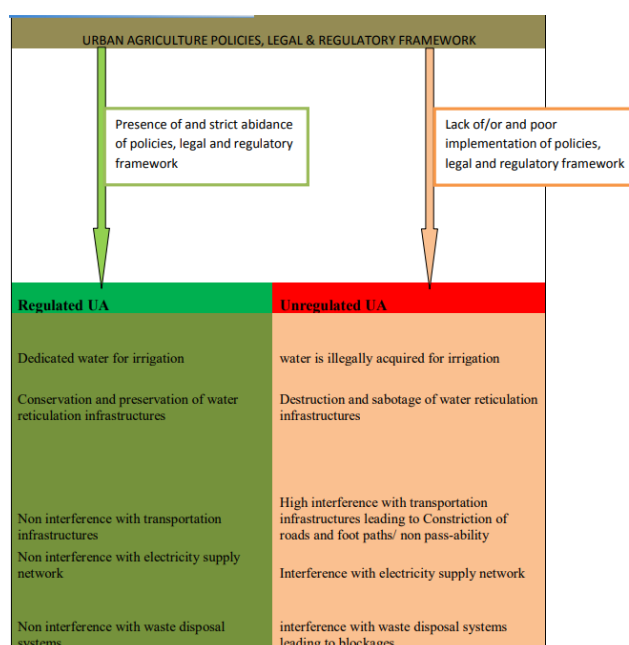 URBAN AGRICULTURE POLICIES, LEGAL & REGULATORY FRAMEWORK
Presence of and strict abidance
of policies, legal and regulatory
framework
Lack of/or and poor
implementation of policies,
legal and regulatory framework
Regulated UA
Unregulated UA
Dedicated water for irrigation
water is illegally acquired for irrigation
Conservation and preservation of water
reticulation infrastructures
Destruction and sabotage of water reticulation
infrastructures
Non interference with transportation
infrastructures
High interference with transportation
infrastructures leading to Constriction of
roads and foot paths/ non pass-ability
Non interference with electricity supply
network
Interference with electricity supply network
Non interference with waste disposal
systems
interference with waste disposal systems
leading to blockages